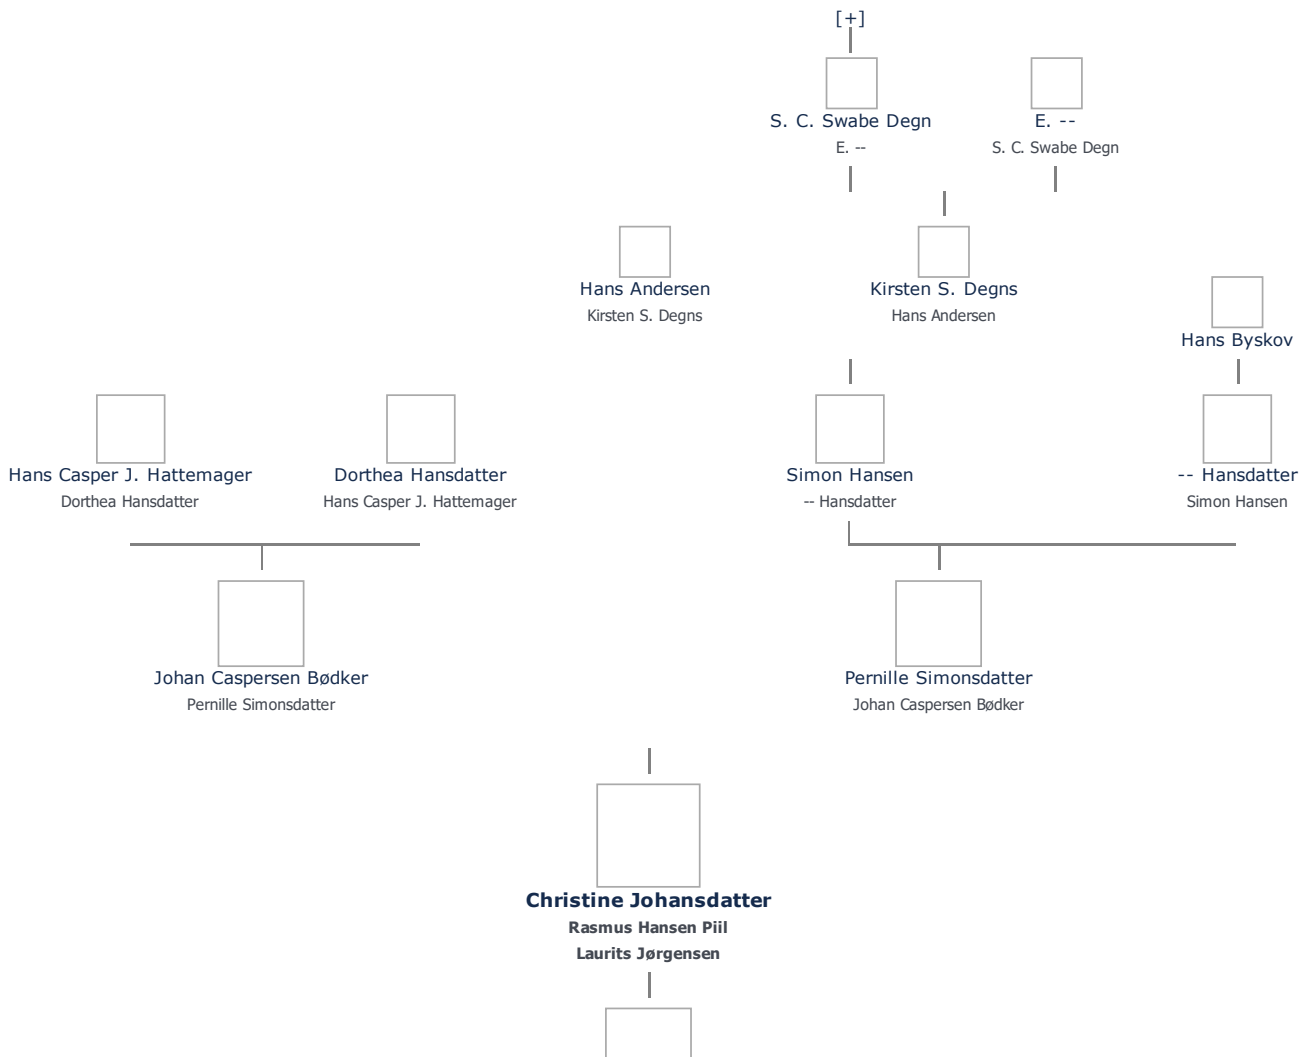 [+]
S. C. Swabe Degn
E. --
E. --
S. C. Swabe Degn
Hans Andersen
Kirsten S. Degns
Kirsten S. Degns
Hans Andersen
Hans Byskov
Hans Casper J. Hattemager
Dorthea Hansdatter
Dorthea Hansdatter
Hans Casper J. Hattemager
Simon Hansen
-- Hansdatter
-- Hansdatter
Simon Hansen
Johan Caspersen Bødker
Pernille Simonsdatter
Pernille Simonsdatter
Johan Caspersen Bødker
Christine Johansdatter
Rasmus Hansen Piil
Laurits Jørgensen